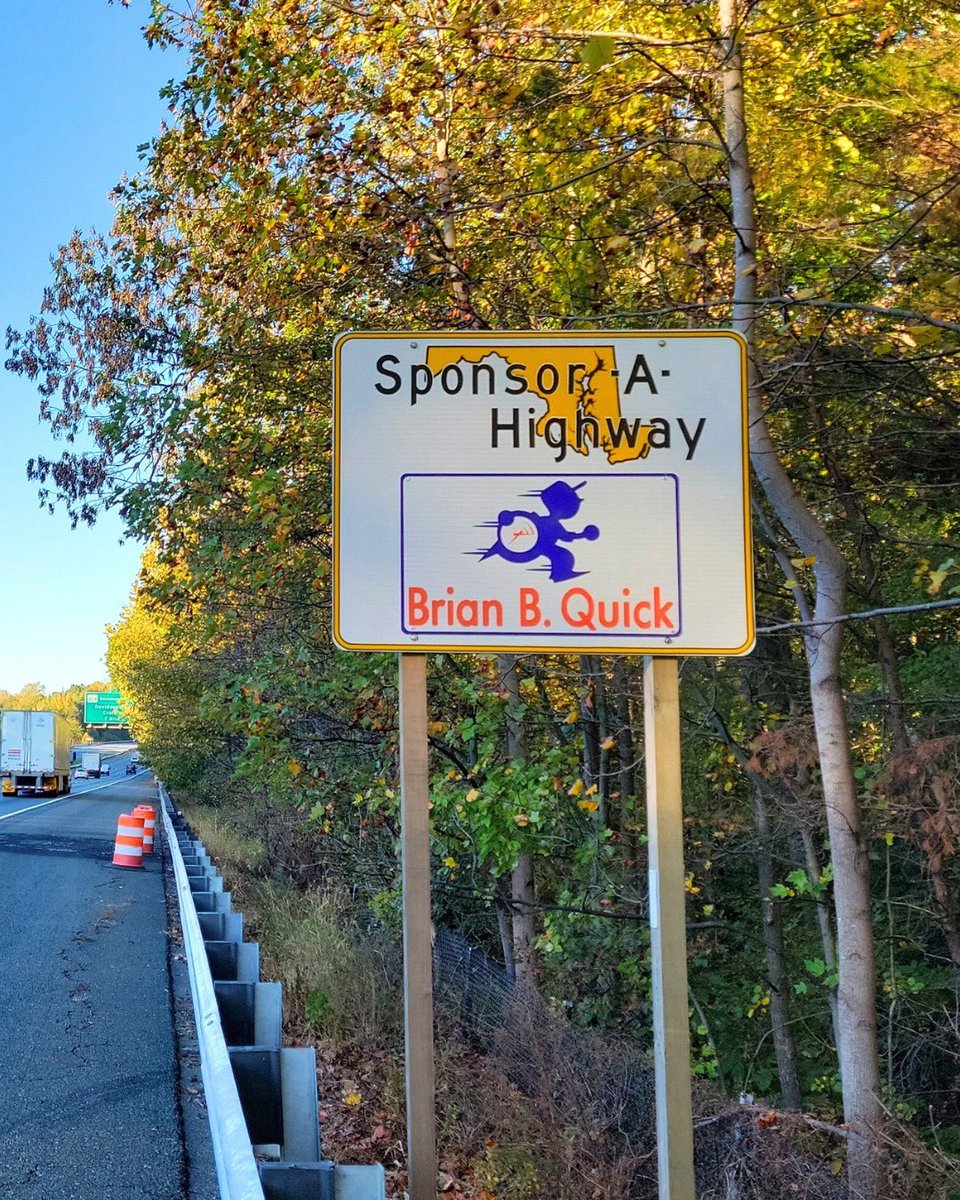 Sponsor-A-
Highway
Brian B. Quick